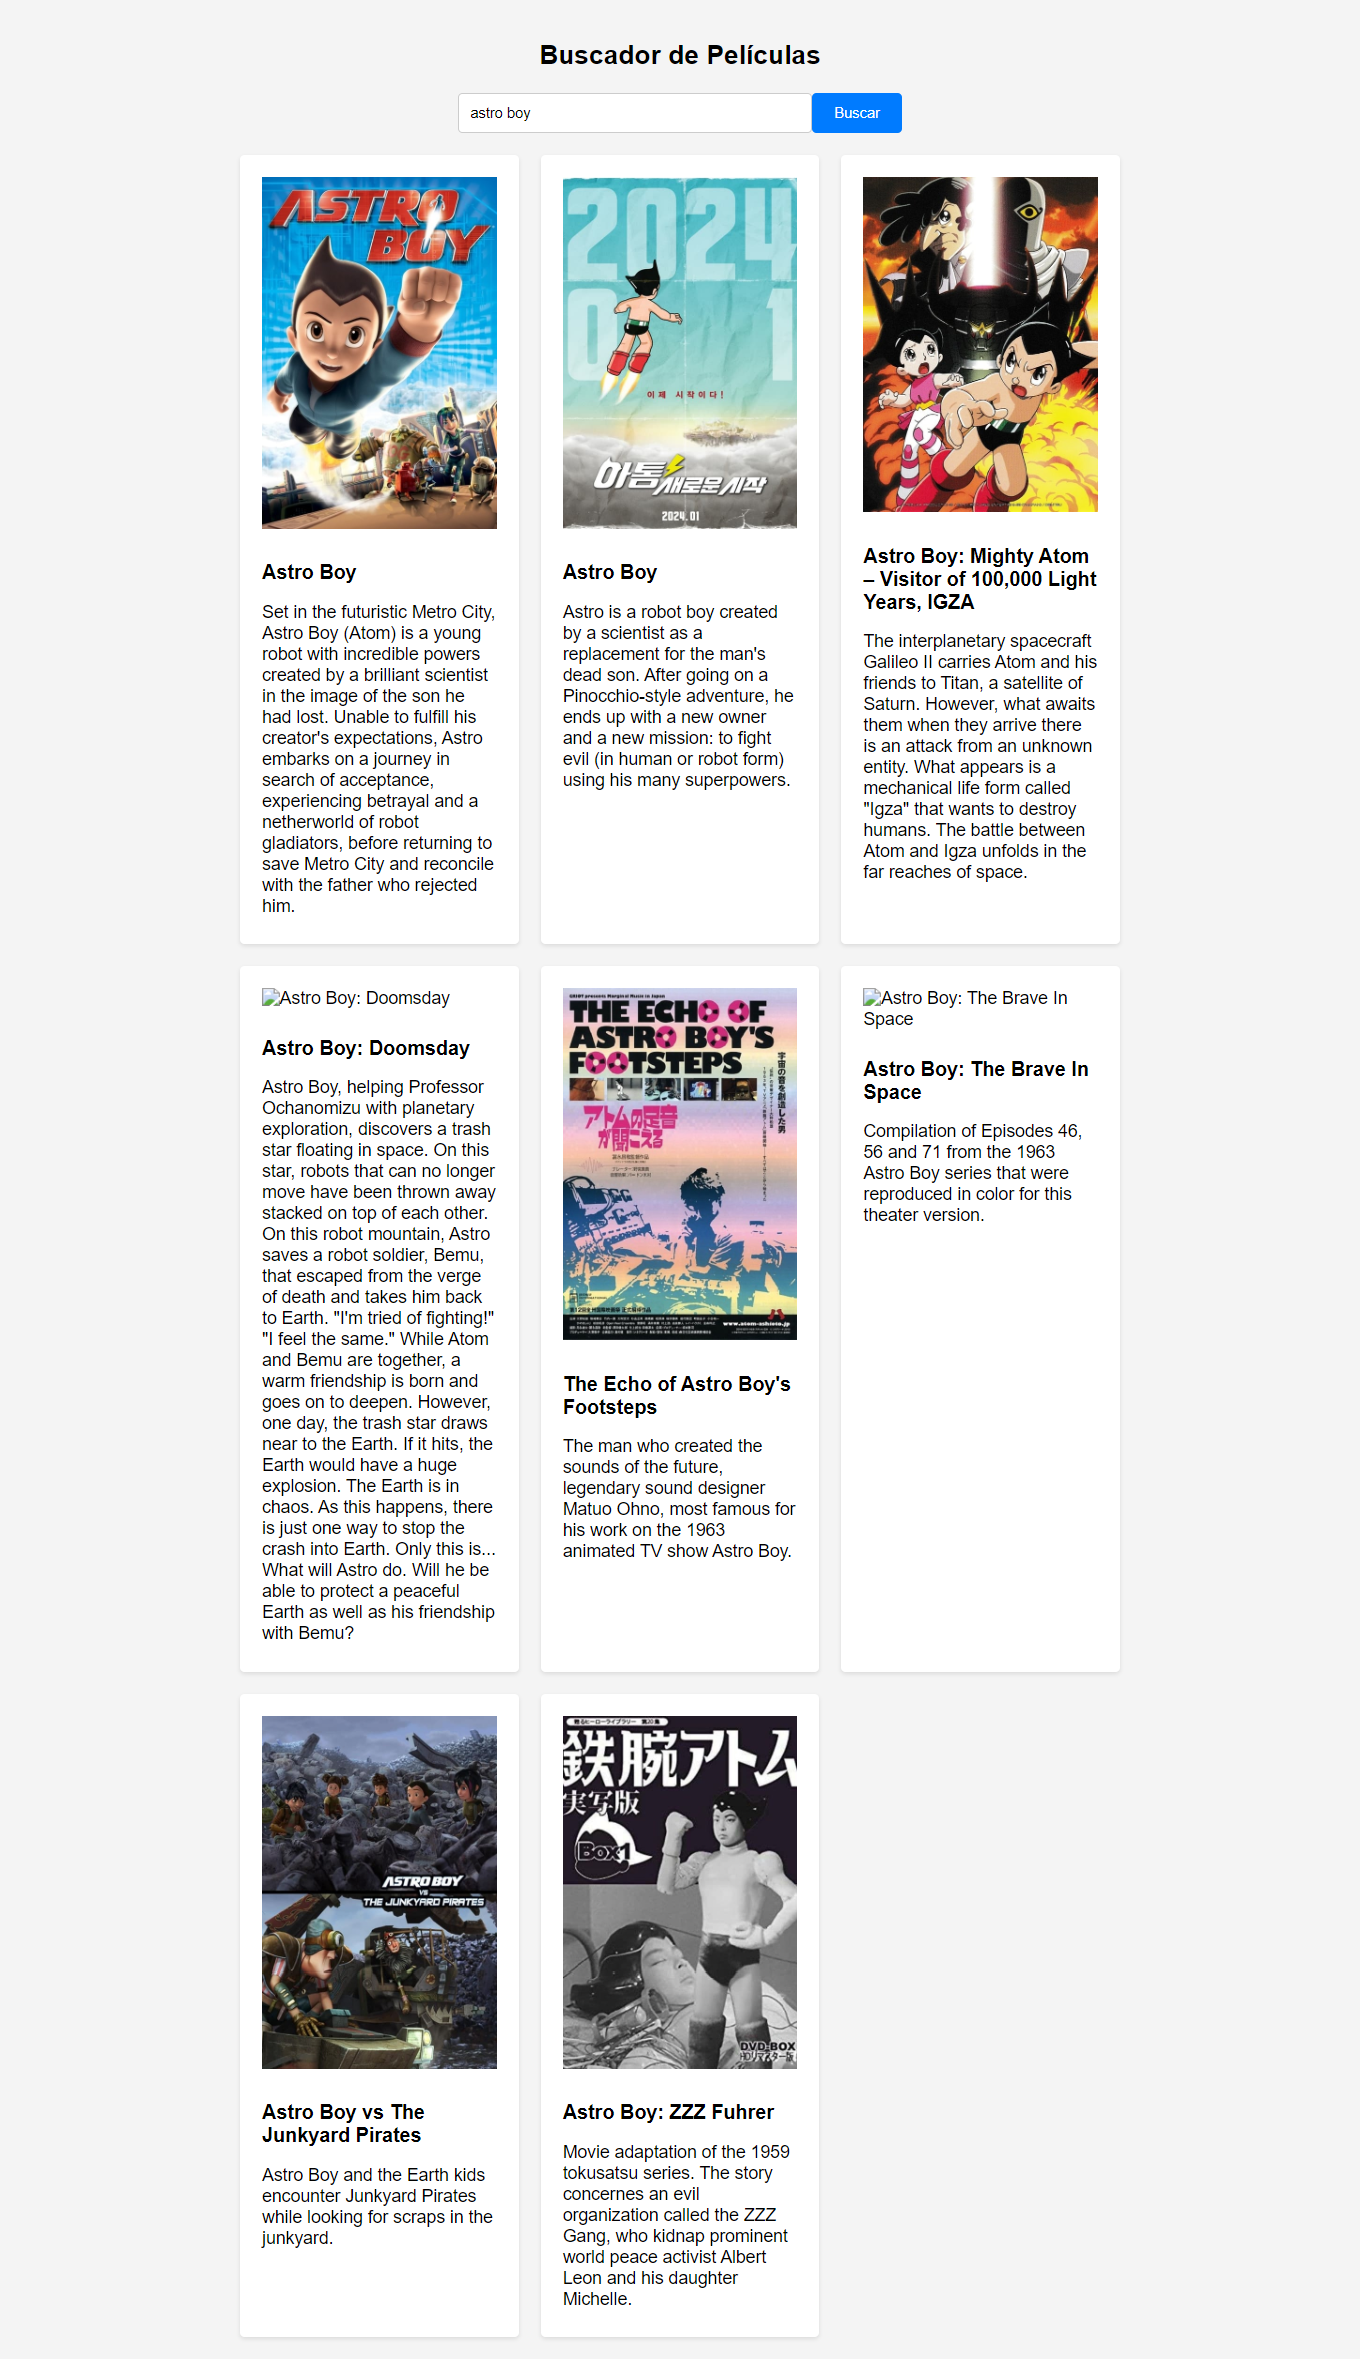 Buscador de Películas
astro boy
Buscar
ASTRO
BOY
2024
01
이제 시작이다!
아톰
새로운 시작
2024.01
Astro Boy
Set in the futuristic Metro City,
Astro Boy (Atom) is a young
robot with incredible powers
created by a brilliant scientist
in the image of the son he
had lost. Unable to fulfill his
creator's expectations, Astro
embarks on a journey in
search of acceptance,
experiencing betrayal and a
netherworld of robot
gladiators, before returning to
save Metro City and reconcile
with the father who rejected
him.
Astro Boy
Astro is a robot boy created
by a scientist as a
replacement for the man's
dead son. After going on a
Pinocchio-style adventure, he
ends up with a new owner
and a new mission: to fight
evil (in human or robot form)
using his many superpowers.
Astro Boy: Mighty Atom
– Visitor of 100,000 Light
Years, IGZA
The interplanetary spacecraft
Galileo II carries Atom and his
friends to Titan, a satellite of
Saturn. However, what awaits
them when they arrive there
is an attack from an unknown
entity. What appears is a
mechanical life form called
"Igza" that wants to destroy
humans. The battle between
Atom and Igza unfolds in the
far reaches of space.
Astro Boy: Doomsday
Astro Boy: Doomsday
Astro Boy, helping Professor
Ochanomizu with planetary
exploration, discovers a trash
star floating in space. On this
star, robots that can no longer
move have been thrown away
stacked on top of each other.
On this robot mountain, Astro
saves a robot soldier, Bemu,
that escaped from the verge
of death and takes him back
to Earth. "I'm tried of fighting!"
"I feel the same." While Atom
and Bemu are together, a
warm friendship is born and
goes on to deepen. However,
one day, the trash star draws
near to the Earth. If it hits, the
Earth would have a huge
explosion. The Earth is in
chaos. As this happens, there
is just one way to stop the
crash into Earth. Only this is...
What will Astro do. Will he be
able to protect a peaceful
Earth as well as his friendship
with Bemu?
THE ECHO OF
ASTRO BOY'S
FOOTSTEPS
宇宙の音を創造した男
アトムの足音
が聞こえる
www.atom-ashioto.jp
The Echo of Astro Boy's
Footsteps
The man who created the
sounds of the future,
legendary sound designer
Matuo Ohno, most famous for
his work on the 1963
animated TV show Astro Boy.
Astro Boy: The Brave In
Space
Astro Boy: The Brave In
Space
Compilation of Episodes 46,
56 and 71 from the 1963
Astro Boy series that were
reproduced in color for this
theater version.
ASTRO BOY
VS
THE JUNKYARD PIRATES
Astro Boy vs The
Junkyard Pirates
Astro Boy and the Earth kids
encounter Junkyard Pirates
while looking for scraps in the
junkyard.
鉄腕アトム
実写版
Box1
DVD-BOX
HDリマスター版
Astro Boy: ZZZ Fuhrer
Movie adaptation of the 1959
tokusatsu series. The story
concernes an evil
organization called the ZZZ
Gang, who kidnap prominent
world peace activist Albert
Leon and his daughter
Michelle.